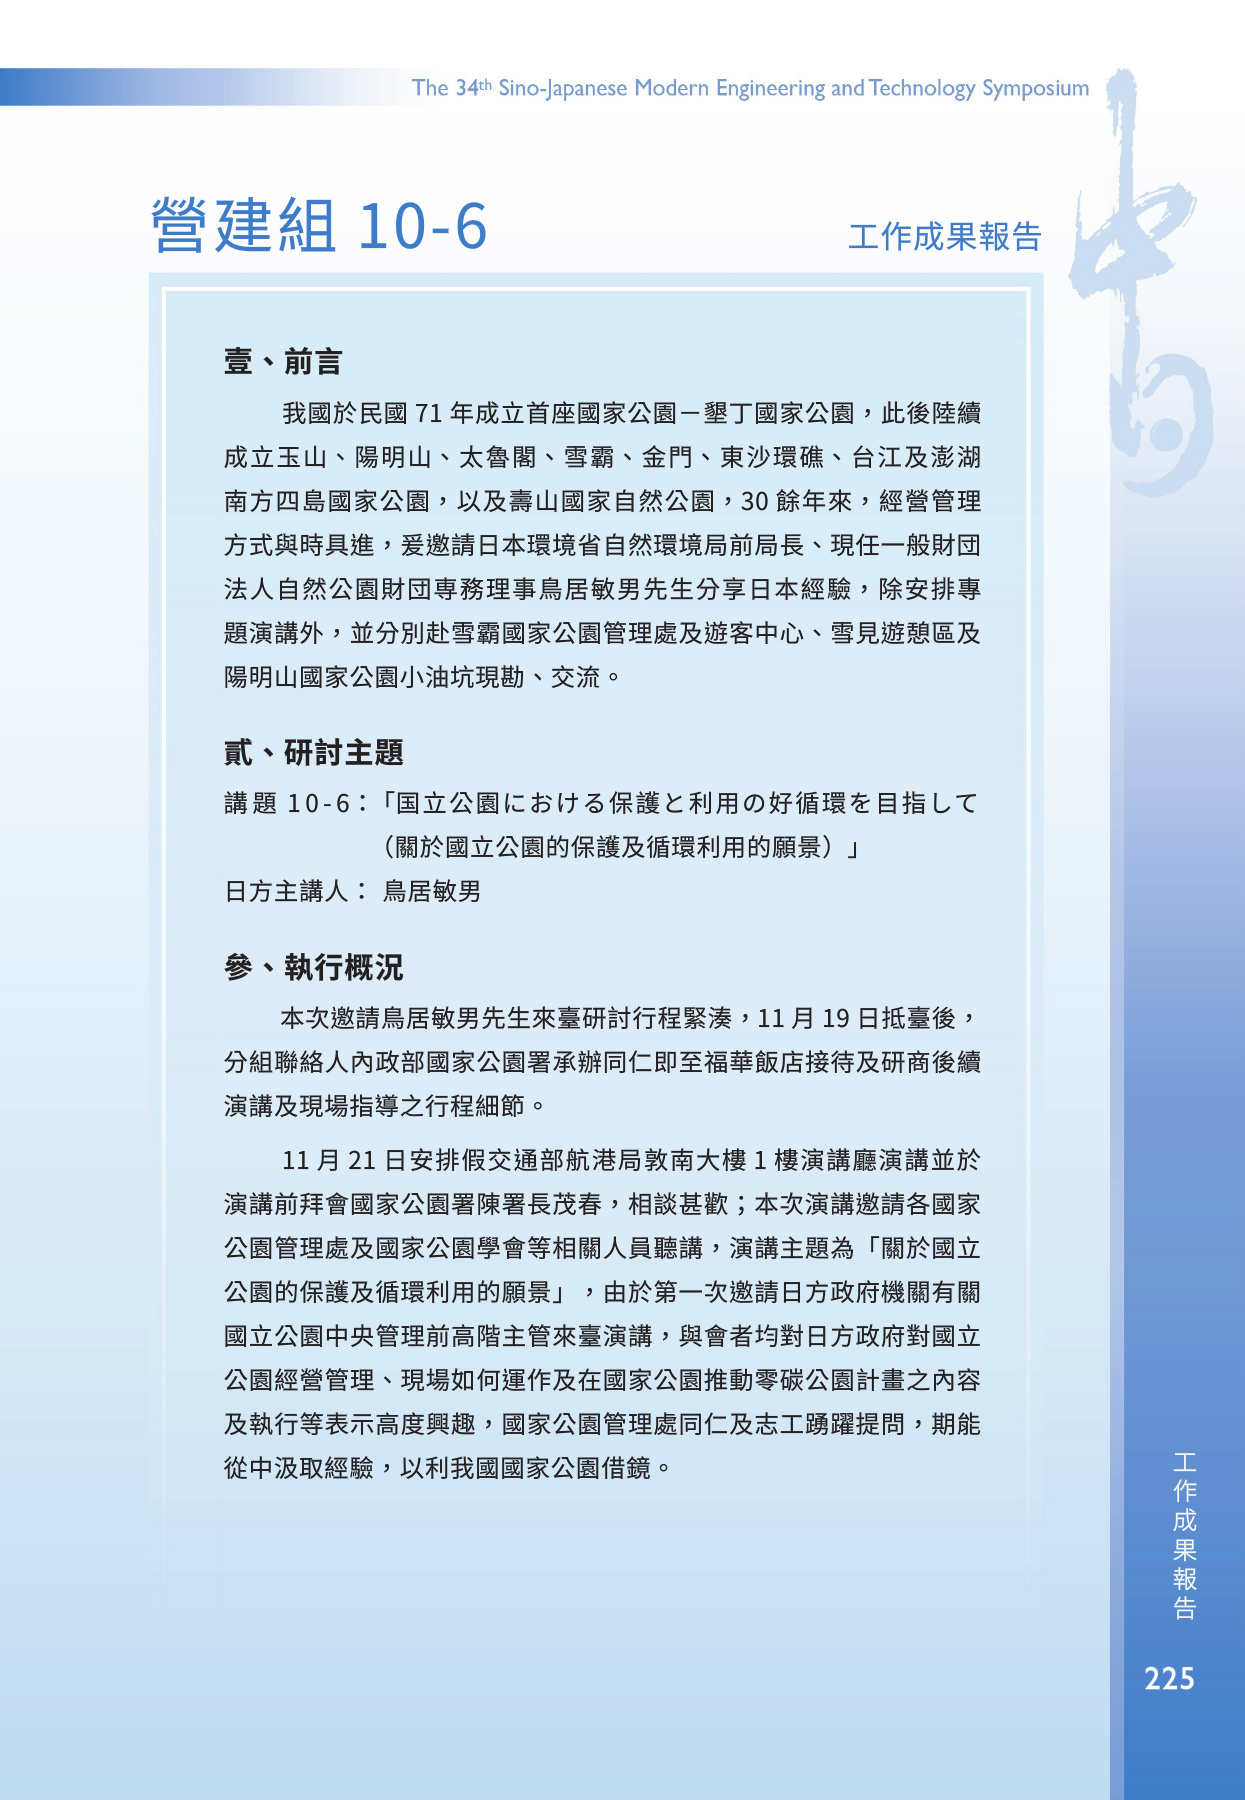 The 34th Sino-Japanese Modern Engineering and Technology Symposium
營建組 10-6
工作成果報告
壹、前言
我國於民國 71 年成立首座國家公園－墾丁國家公園，此後陸續
成立玉山、陽明山、太魯閣、雪霸、金門、東沙環礁、台江及澎湖
南方四島國家公園，以及壽山國家自然公園，30 餘年來，經營管理
方式與時具進，爰邀請日本環境省自然環境局前局長、現任一般財団
法人自然公園財団專務理事鳥居敏男先生分享日本經驗，除安排專
題演講外，並分別赴雪霸國家公園管理處及遊客中心、雪見遊憩區及
陽明山國家公園小油坑現勘、交流。
貳、研討主題
講題 10-6：「国立公園における保護と利用の好循環を目指して
（關於國立公園的保護及循環利用的願景）」
日方主講人： 鳥居敏男
參、執行概況
本次邀請鳥居敏男先生來臺研討行程緊湊，11 月 19 日抵臺後，
分組聯絡人內政部國家公園署承辦同仁即至福華飯店接待及研商後續
演講及現場指導之行程細節。
11 月 21 日安排假交通部航港局敦南大樓 1 樓演講廳演講並於
演講前拜會國家公園署陳署長茂春，相談甚歡；本次演講邀請各國家
公園管理處及國家公園學會等相關人員聽講，演講主題為「關於國立
公園的保護及循環利用的願景」，由於第一次邀請日方政府機關有關
國立公園中央管理前高階主管來臺演講，與會者均對日方政府對國立
公園經營管理、現場如何運作及在國家公園推動零碳公園計畫之內容
及執行等表示高度興趣，國家公園管理處同仁及志工踴躍提問，期能
從中汲取經驗，以利我國國家公園借鏡。
工作成果報告
225